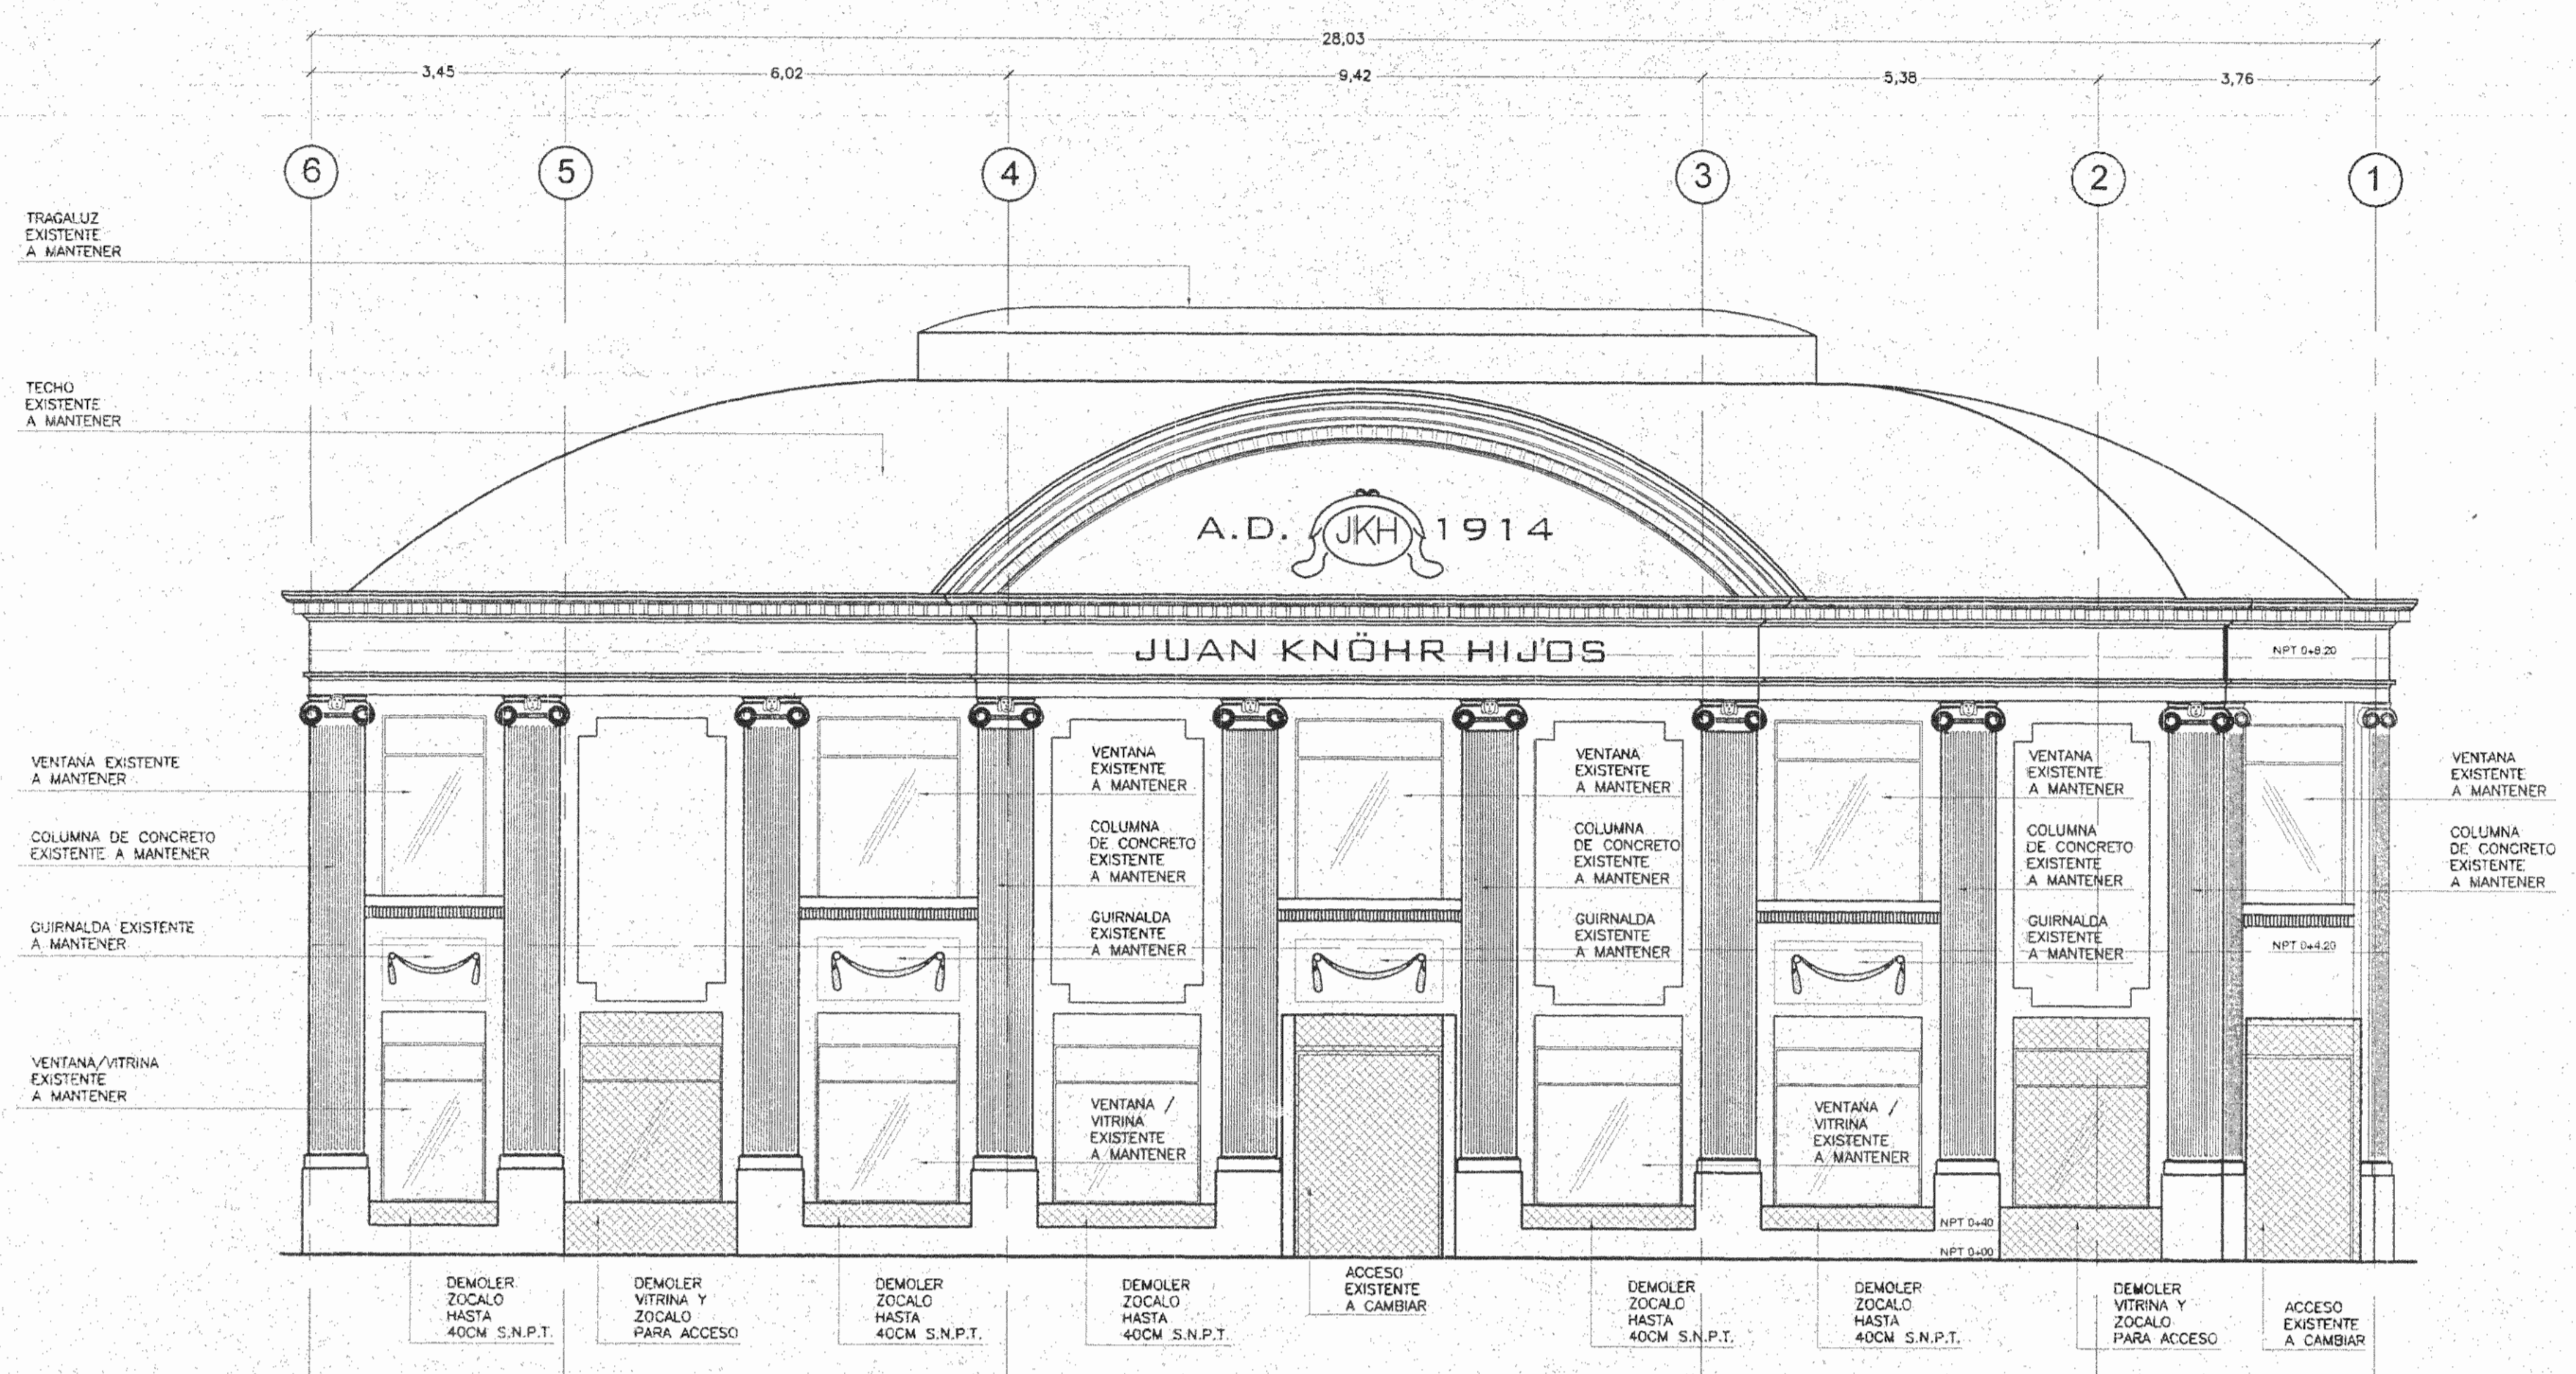 28,03
3,45
6,02
9,42
5,38
3,76
6
5
4
3
2
1
TRAGALUZ
EXISTENTE
A MANTENER
TECHO
EXISTENTE
A MANTENER
A.D. JKH 1914
JUAN KNÖHR HIJOS
NPT 0+8.20
VENTANA EXISTENTE
A MANTENER
COLUMNA DE CONCRETO
EXISTENTE A MANTENER
GUIRNALDA EXISTENTE
A MANTENER
VENTANA/VITRINA
EXISTENTE
A MANTENER
VENTANA
EXISTENTE
A MANTENER
COLUMNA
DE CONCRETO
EXISTENTE
A MANTENER
GUIRNALDA
EXISTENTE
A MANTENER
VENTANA /
VITRINA
EXISTENTE
A MANTENER
VENTANA
EXISTENTE
A MANTENER
COLUMNA
DE CONCRETO
EXISTENTE
A MANTENER
GUIRNALDA
EXISTENTE
A MANTENER
VENTANA /
VITRINA
EXISTENTE
A MANTENER
VENTANA
EXISTENTE
A MANTENER
COLUMNA
DE CONCRETO
EXISTENTE
A MANTENER
GUIRNALDA
EXISTENTE
A MANTENER
NPT 0+4.20
VENTANA
EXISTENTE
A MANTENER
COLUMNA
DE CONCRETO
EXISTENTE
A MANTENER
NPT 0+40
NPT 0+00
DEMOLER
ZOCALO
HASTA
40CM S.N.P.T.
DEMOLER
VITRINA Y
ZOCALO
PARA ACCESO
DEMOLER
ZOCALO
HASTA
40CM S.N.P.T.
DEMOLER
ZOCALO
HASTA
40CM S.N.P.T.
ACCESO
EXISTENTE
A CAMBIAR
DEMOLER
ZOCALO
HASTA
40CM S.N.P.T.
DEMOLER
ZOCALO
HASTA
40CM S.N.P.T.
DEMOLER
VITRINA Y
ZOCALO
PARA ACCESO
ACCESO
EXISTENTE
A CAMBIAR